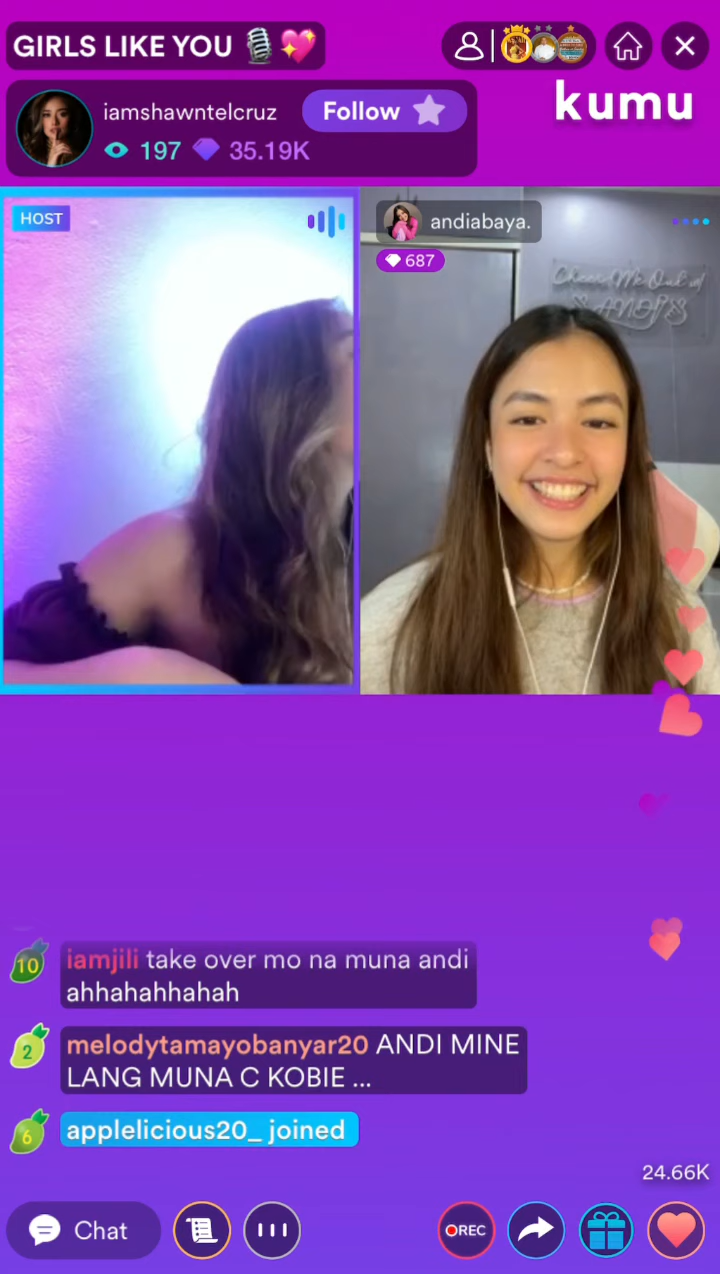 GIRLS LIKE YOU 🎙️💖
iamshawntelcruz
Follow
197 35.19K
kumu
HOST
andiabaya.
687
10
iamjili take over mo na muna andi
ahhahahhahah
2
melodytamayobanyar20 ANDI MINE
LANG MUNA C KOBIE ...
6
applelicious20_ joined
24.66K
Chat
REC